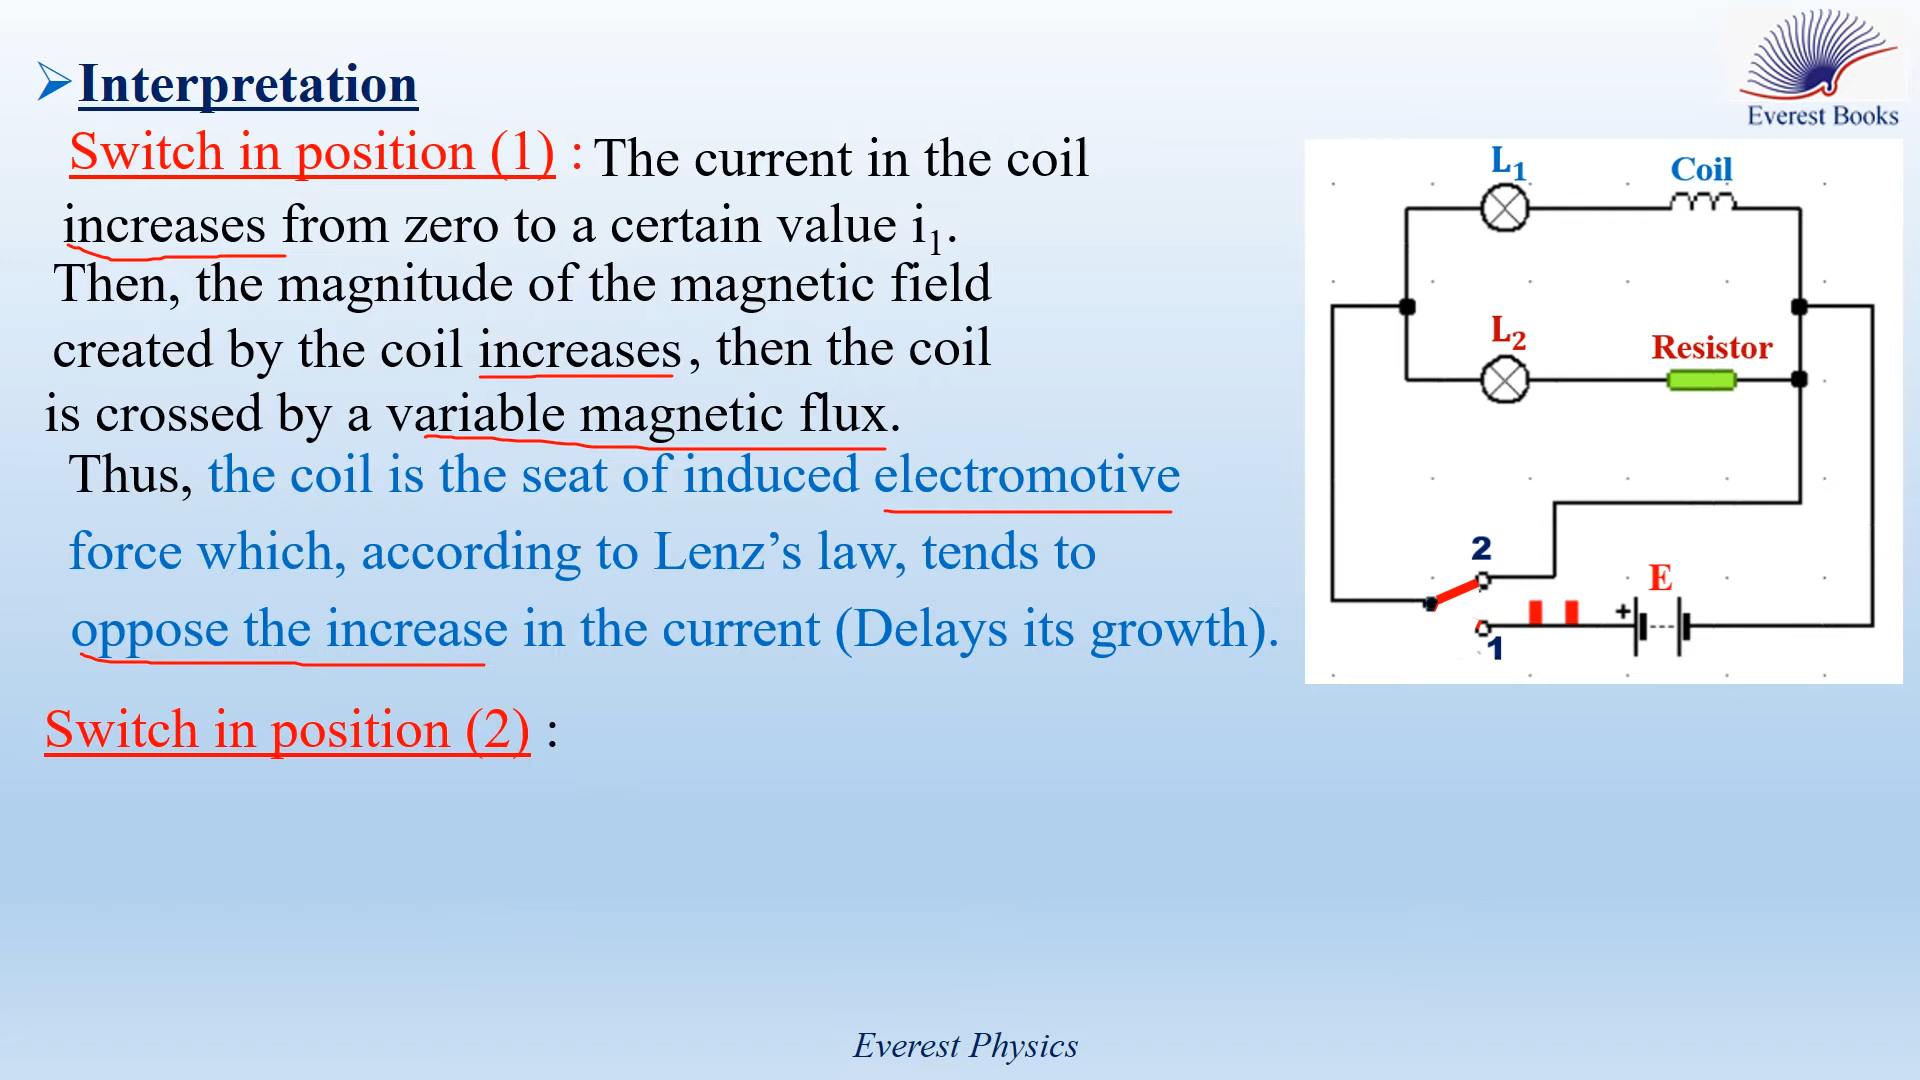 Interpretation
Switch in position (1) : The current in the coil
increases from zero to a certain value i₁.
Then, the magnitude of the magnetic field
created by the coil increases, then the coil
is crossed by a variable magnetic flux.
Thus, the coil is the seat of induced electromotive
force which, according to Lenz’s law, tends to
oppose the increase in the current (Delays its growth).
Switch in position (2) :
Everest Books
L₁
Coil
L₂
Resistor
2
E
+
1
Everest Physics